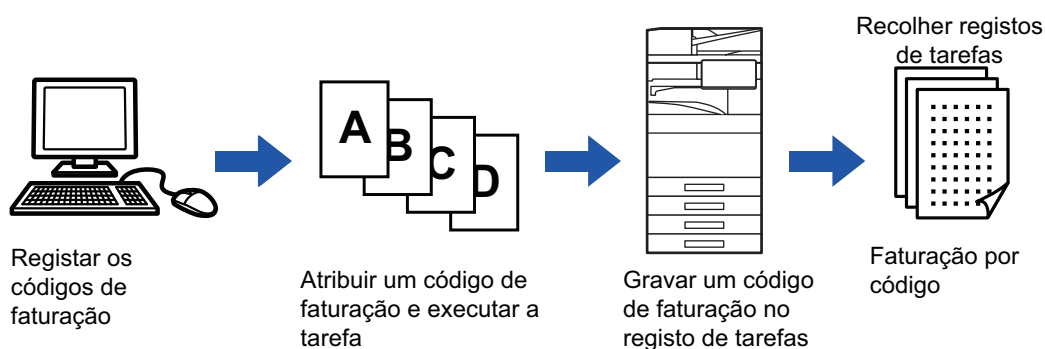 Recolher registos
de tarefas
A
B
C
D
Registar os
códigos de
faturação
Atribuir um código de
faturação e executar a
tarefa
Gravar um código
de faturação no
registo de tarefas
Faturação por
código